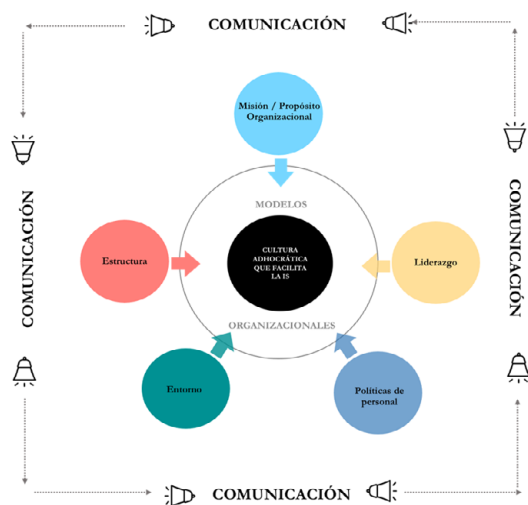 COMUNICACIÓN
Misión / Propósito
Organizacional
MODELOS
COMUNICACIÓN
COMUNICACIÓN
Estructura
CULTURA
ADHOCRÁTICA
QUE FACILITA
LA IS
Liderazgo
ORGANIZACIONALES
Entorno
Políticas de
personal
COMUNICACIÓN